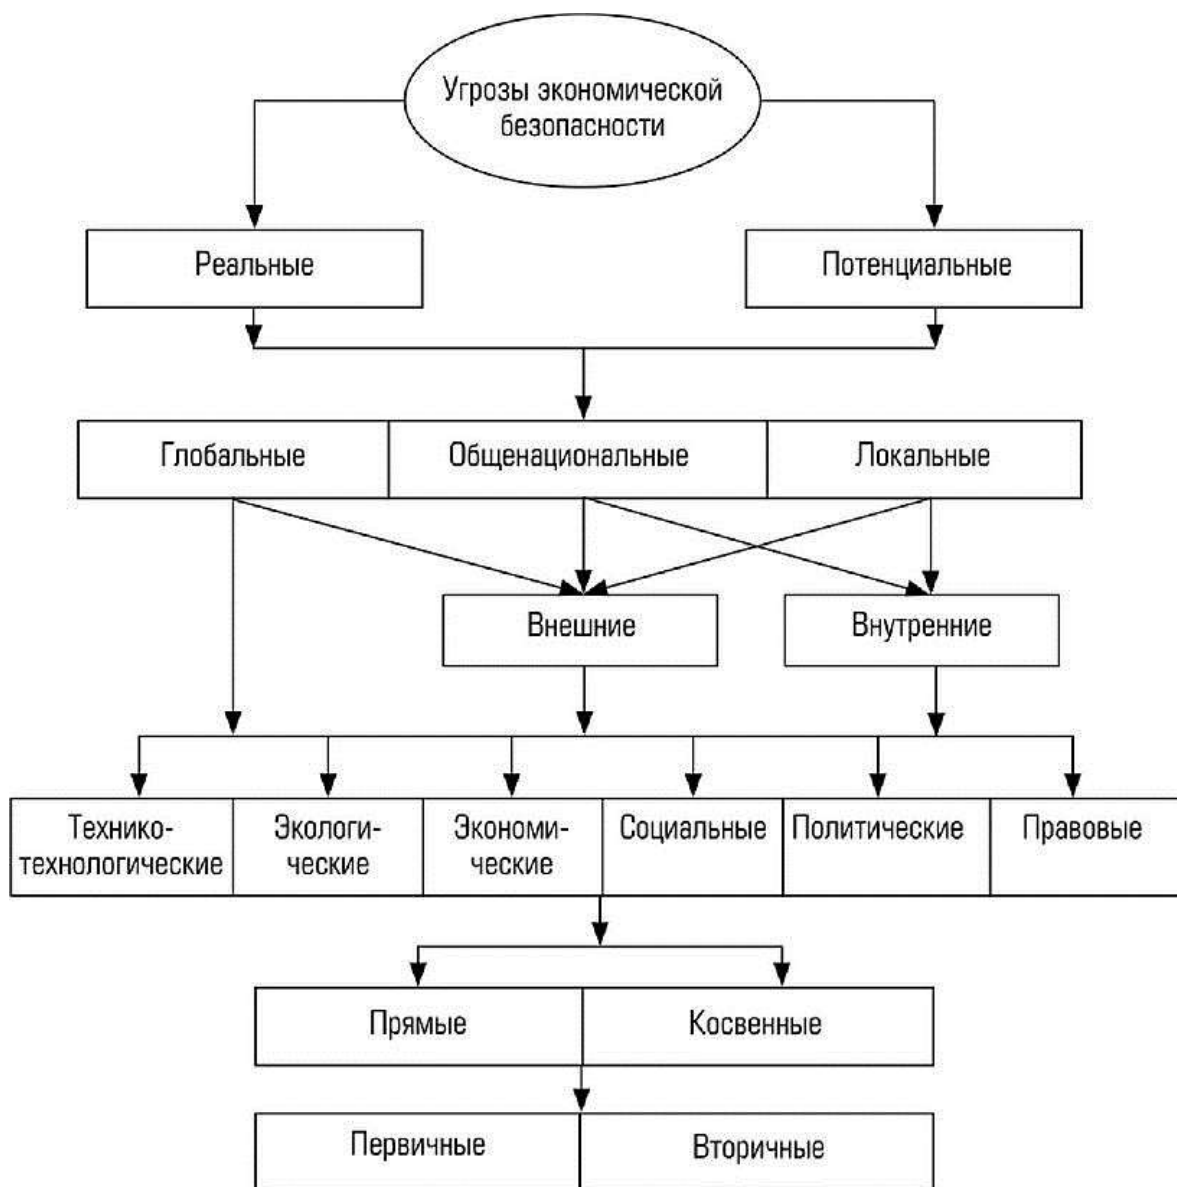 Угрозы экономической
безопасности
Реальные
Потенциальные
Глобальные
Общенациональные
Локальные
Внешние
Внутренние
Технико-
технологические
Экологи-
ческие
Экономи-
ческие
Социальные
Политические
Правовые
Прямые
Косвенные
Первичные
Вторичные